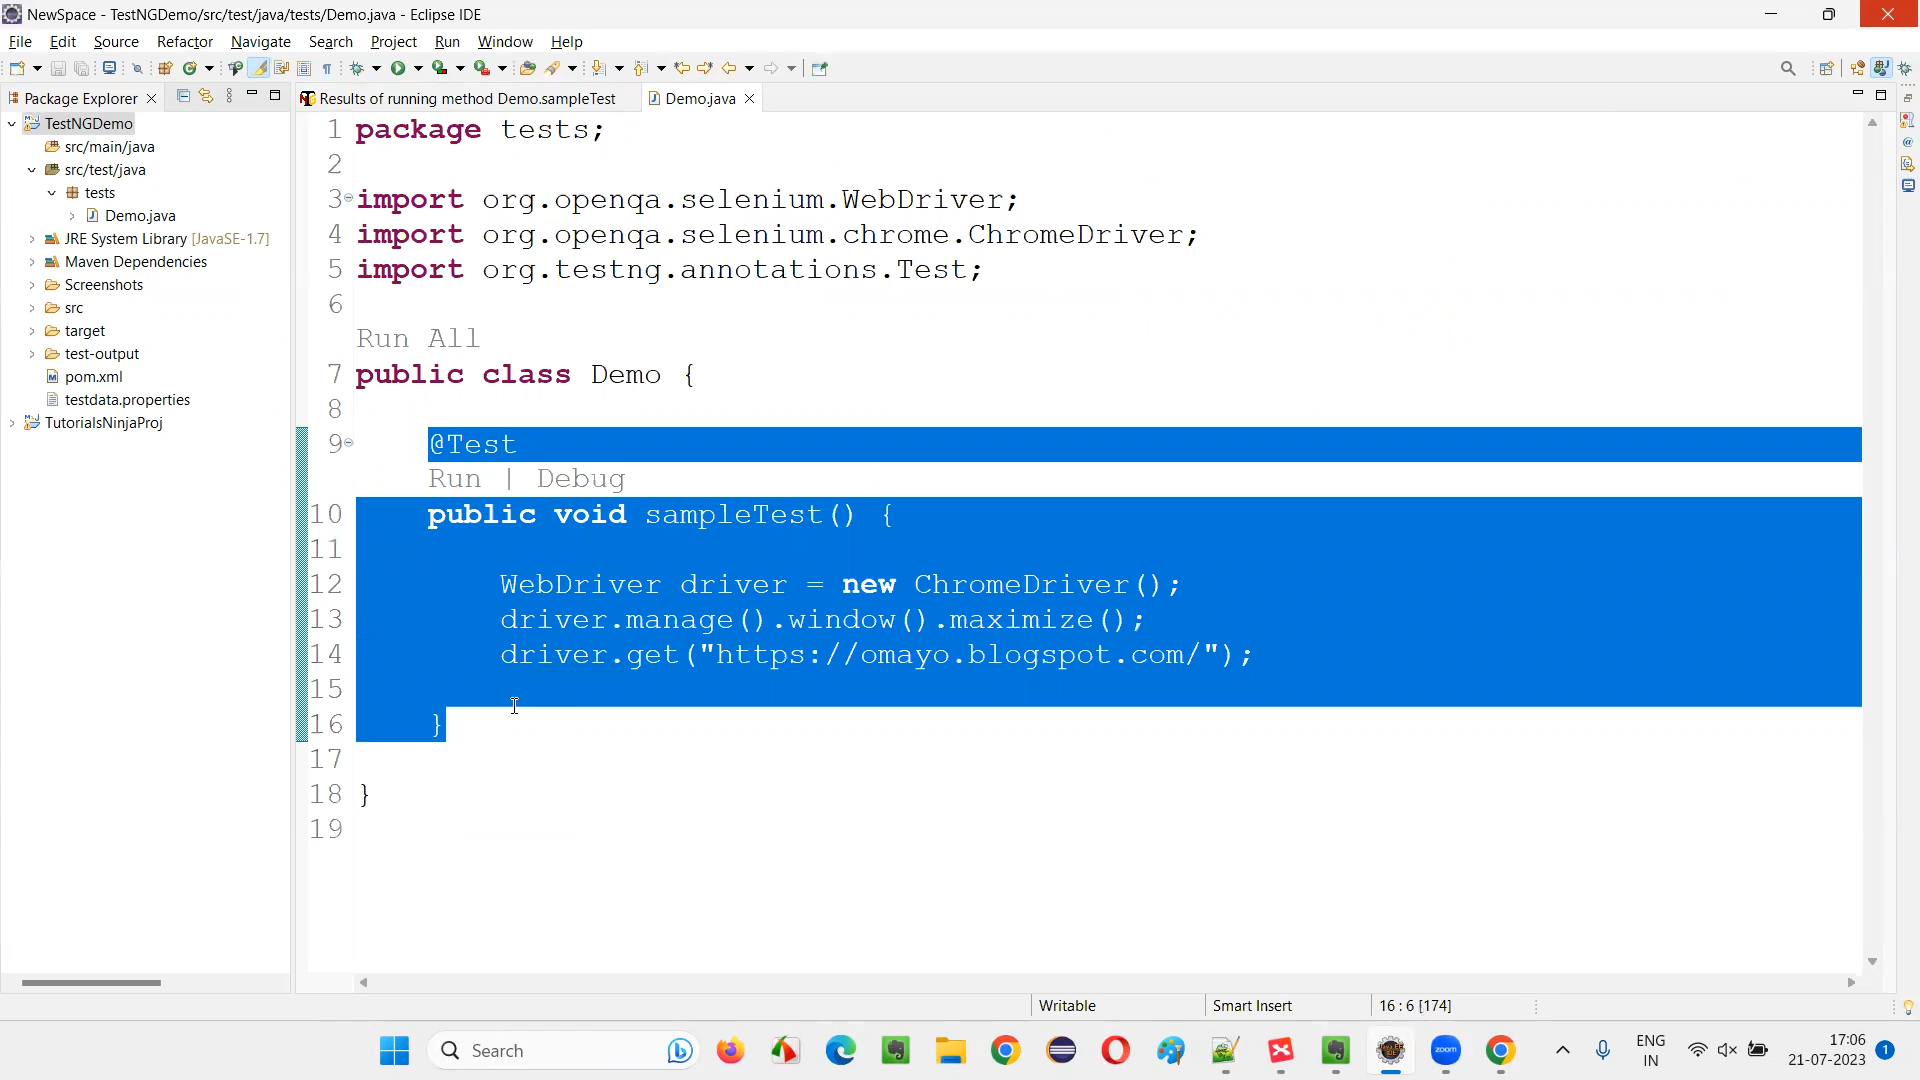 NewSpace - TestNGDemo/src/test/java/tests/Demo.java - Eclipse IDE
File Edit Source Refactor Navigate Search Project Run Window Help
Package Explorer
Results of running method Demo.sampleTest
Demo.java
TestNGDemo
src/main/java
src/test/java
tests
Demo.java
JRE System Library [JavaSE-1.7]
Maven Dependencies
Screenshots
src
target
test-output
pom.xml
testdata.properties
TutorialsNinjaProj
1 package tests;
2
3 import org.openqa.selenium.WebDriver;
4 import org.openqa.selenium.chrome.ChromeDriver;
5 import org.testng.annotations.Test;
6
Run All
7 public class Demo {
8
9 @Test
Run | Debug
10 public void sampleTest() {
11
12 WebDriver driver = new ChromeDriver();
13 driver.manage().window().maximize();
14 driver.get("https://omayo.blogspot.com/");
15
16 }
17
18 }
19
Writable
Smart Insert
16 : 6 [174]
Search
zoom
ENG
IN
17:06
21-07-2023
1